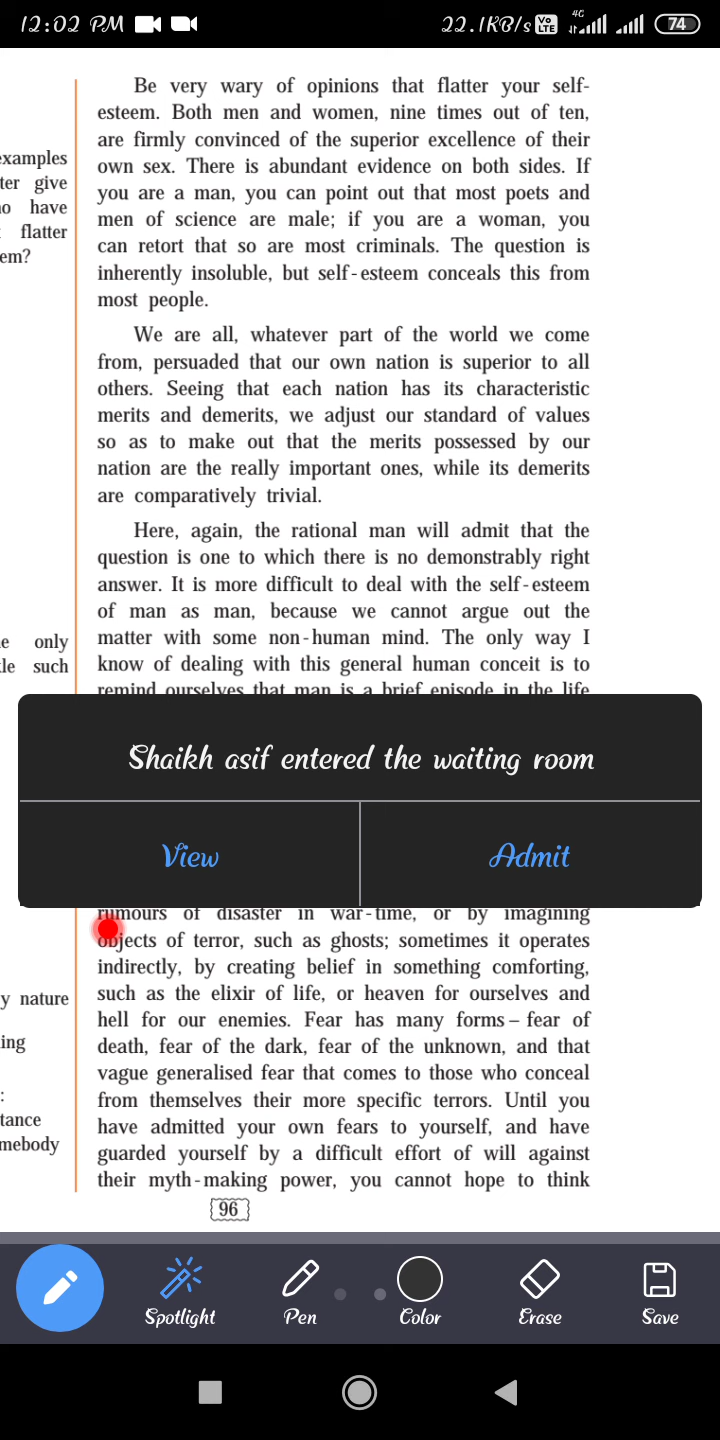 12:02 PM
22.1KB/s Vo LTE 4G 74
Be very wary of opinions that flatter your self-
esteem. Both men and women, nine times out of ten,
are firmly convinced of the superior excellence of their
own sex. There is abundant evidence on both sides. If
you are a man, you can point out that most poets and
men of science are male; if you are a woman, you
can retort that so are most criminals. The question is
inherently insoluble, but self-esteem conceals this from
most people.
We are all, whatever part of the world we come
from, persuaded that our own nation is superior to all
others. Seeing that each nation has its characteristic
merits and demerits, we adjust our standard of values
so as to make out that the merits possessed by our
nation are the really important ones, while its demerits
are comparatively trivial.
Here, again, the rational man will admit that the
question is one to which there is no demonstrably right
answer. It is more difficult to deal with the self-esteem
of man as man, because we cannot argue out the
matter with some non-human mind. The only way I
know of dealing with this general human conceit is to
remind ourselves that man is a brief episode in the life
examples
ter give
have
flatter
em?
only
such
Shaikh asif entered the waiting room
View
Admit
rumours of disaster in war-time, or by imagining
objects of terror, such as ghosts; sometimes it operates
indirectly, by creating belief in something comforting,
such as the elixir of life, or heaven for ourselves and
hell for our enemies. Fear has many forms – fear of
death, fear of the dark, fear of the unknown, and that
vague generalised fear that comes to those who conceal
from themselves their more specific terrors. Until you
have admitted your own fears to yourself, and have
guarded yourself by a difficult effort of will against
their myth-making power, you cannot hope to think
y nature
ing
:
tance
mebody
96
Spotlight
Pen
Color
Erase
Save